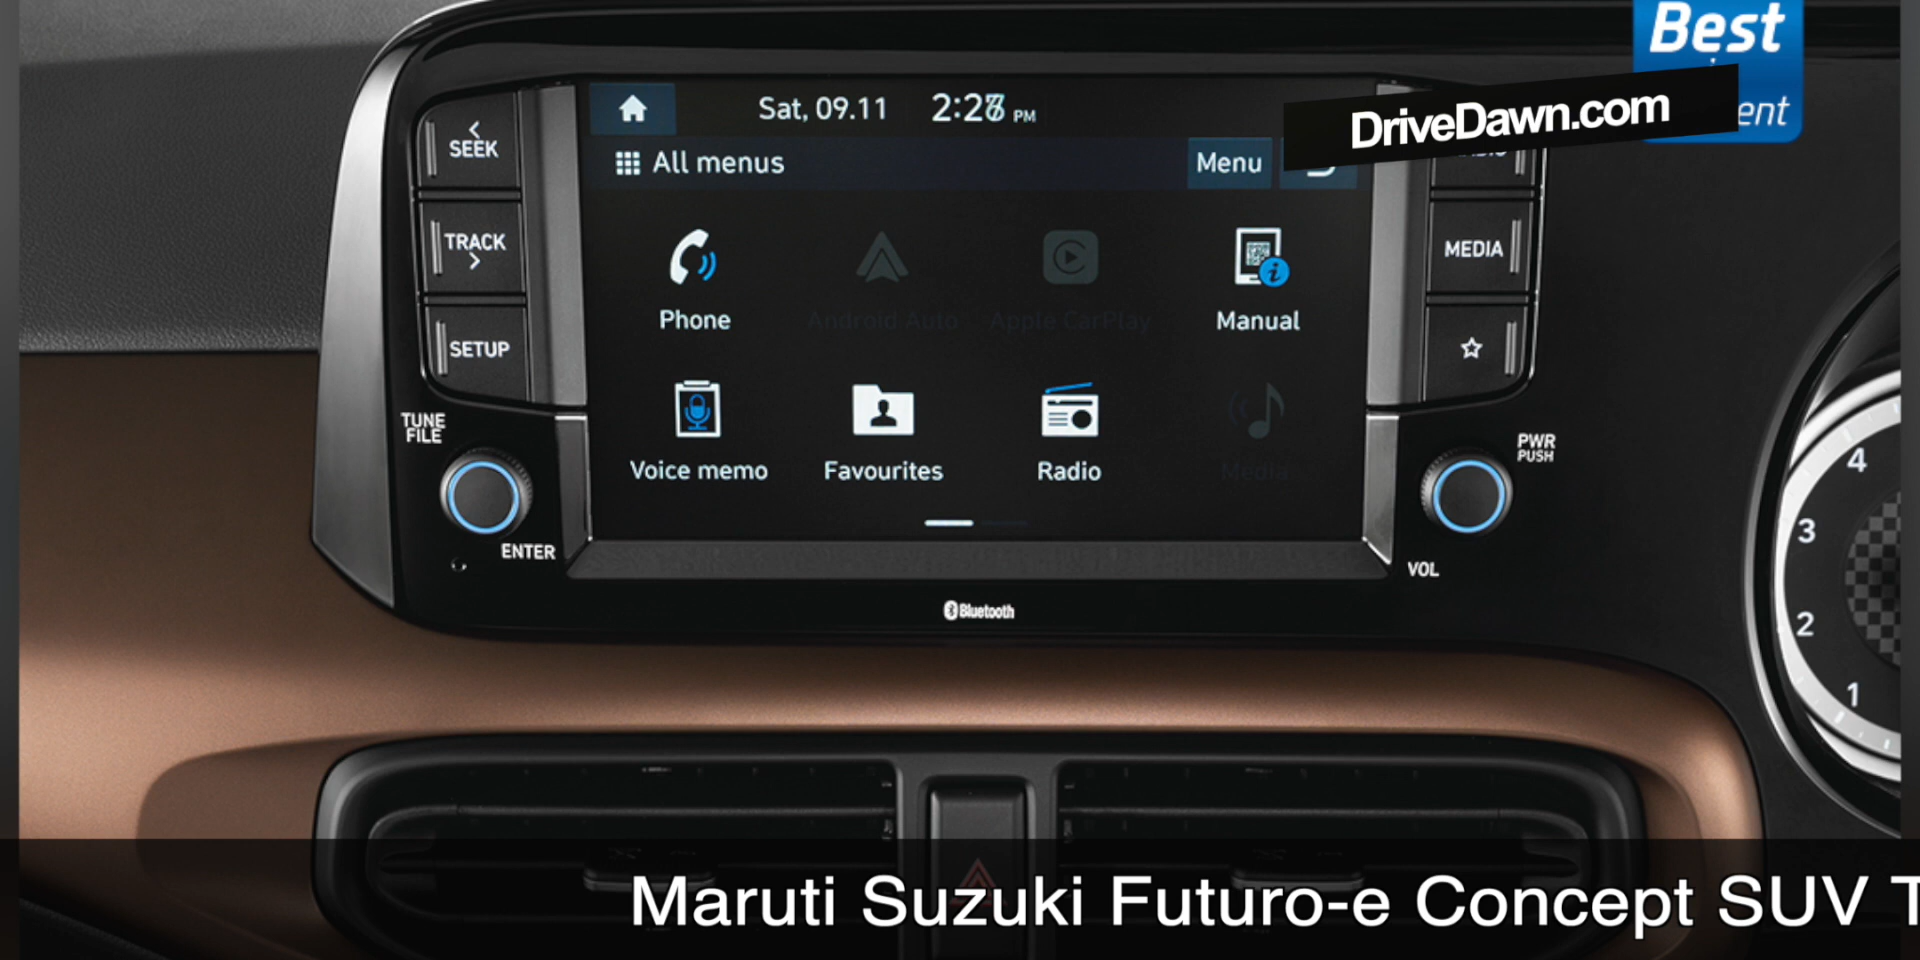 Best
DriveDawn.com
ent
Sat, 09.11
PM
All menus
Menu
SEEK
TRACK
SETUP
MEDIA
Phone
Android Auto
Apple CarPlay
Manual
Voice memo
Favourites
Radio
Media
TUNE
FILE
ENTER
PWR
PUSH
VOL
Bluetooth
4
3
2
1
Maruti Suzuki Futuro-e Concept SUV T